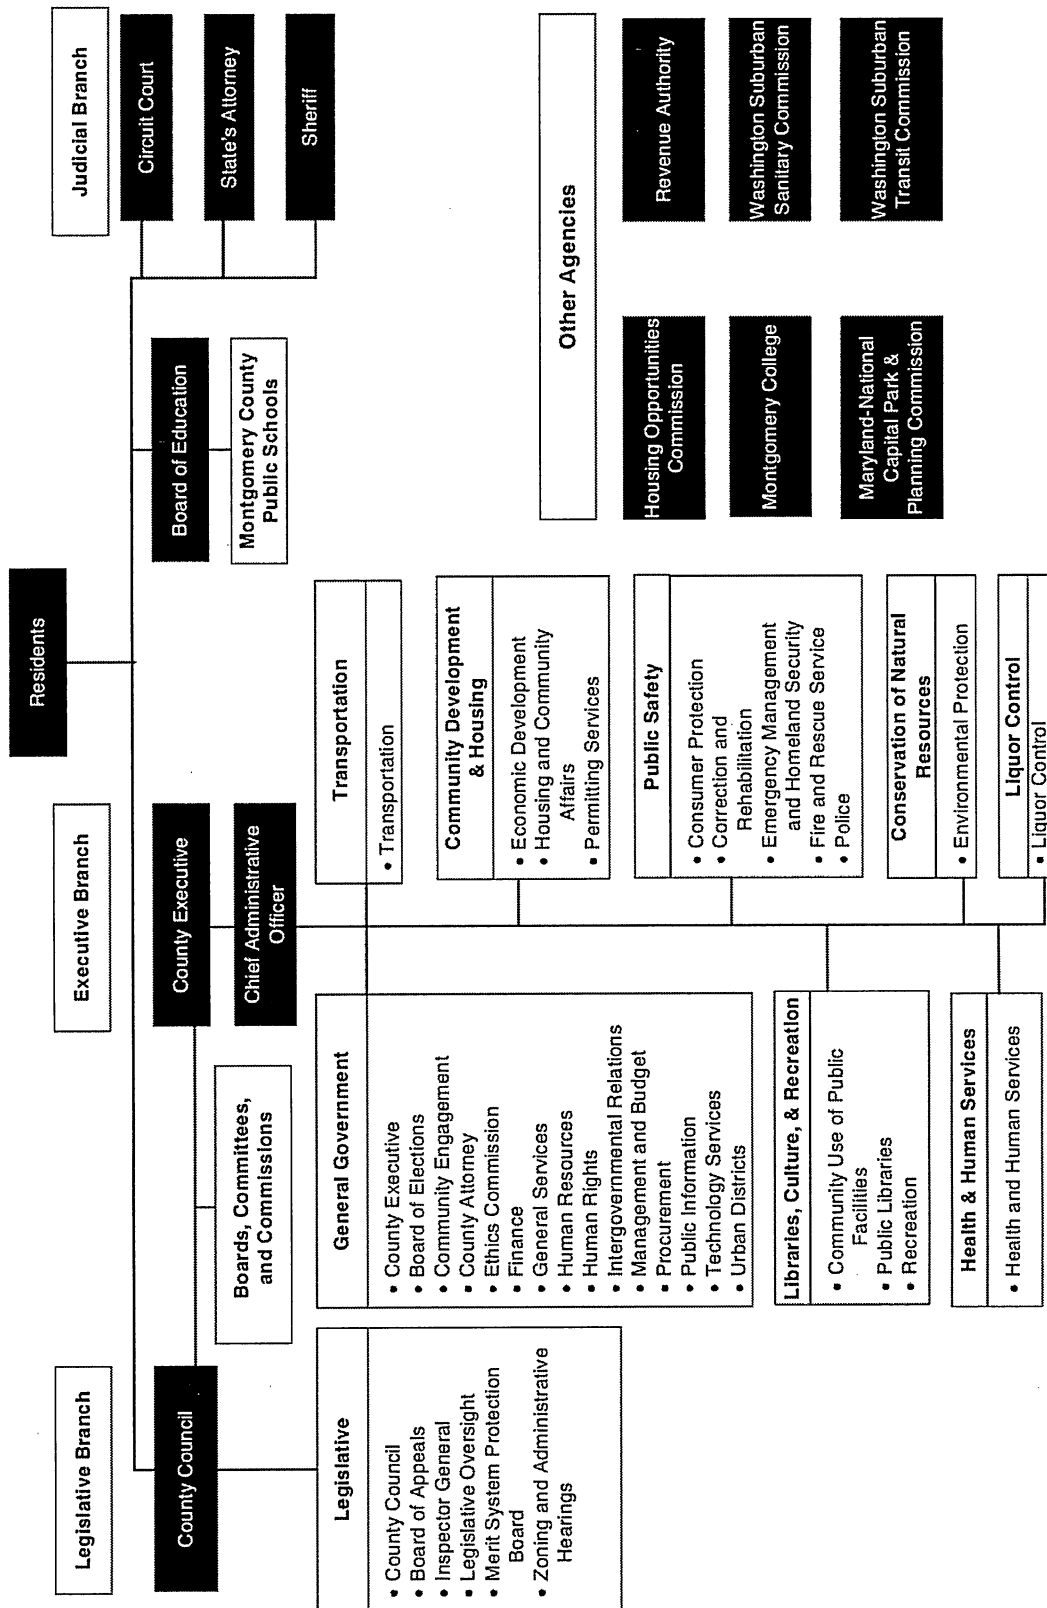 Residents
Legislative Branch
Executive Branch
Judicial Branch
County Council
County Executive
Board of Education
Circuit Court
Boards, Committees,
and Commissions
Chief Administrative
Officer
Montgomery County
Public Schools
State's Attorney
Sheriff
Legislative
• County Council
• Board of Appeals
• Inspector General
• Legislative Oversight
• Merit System Protection
Board
• Zoning and Administrative
Hearings
General Government
• County Executive
• Board of Elections
• Community Engagement
• County Attorney
• Ethics Commission
• Finance
• General Services
• Human Resources
• Human Rights
• Intergovernmental Relations
• Management and Budget
• Procurement
• Public Information
• Technology Services
• Urban Districts
Libraries, Culture, & Recreation
• Community Use of Public
Facilities
• Public Libraries
• Recreation
Health & Human Services
• Health and Human Services
Transportation
• Transportation
Community Development
& Housing
• Economic Development
• Housing and Community
Affairs
• Permitting Services
Public Safety
• Consumer Protection
• Correction and
Rehabilitation
• Emergency Management
and Homeland Security
• Fire and Rescue Service
• Police
Conservation of Natural
Resources
• Environmental Protection
Liquor Control
• Liquor Control
Other Agencies
Housing Opportunities
Commission
Revenue Authority
Montgomery College
Washington Suburban
Sanitary Commission
Maryland-National
Capital Park &
Planning Commission
Washington Suburban
Transit Commission